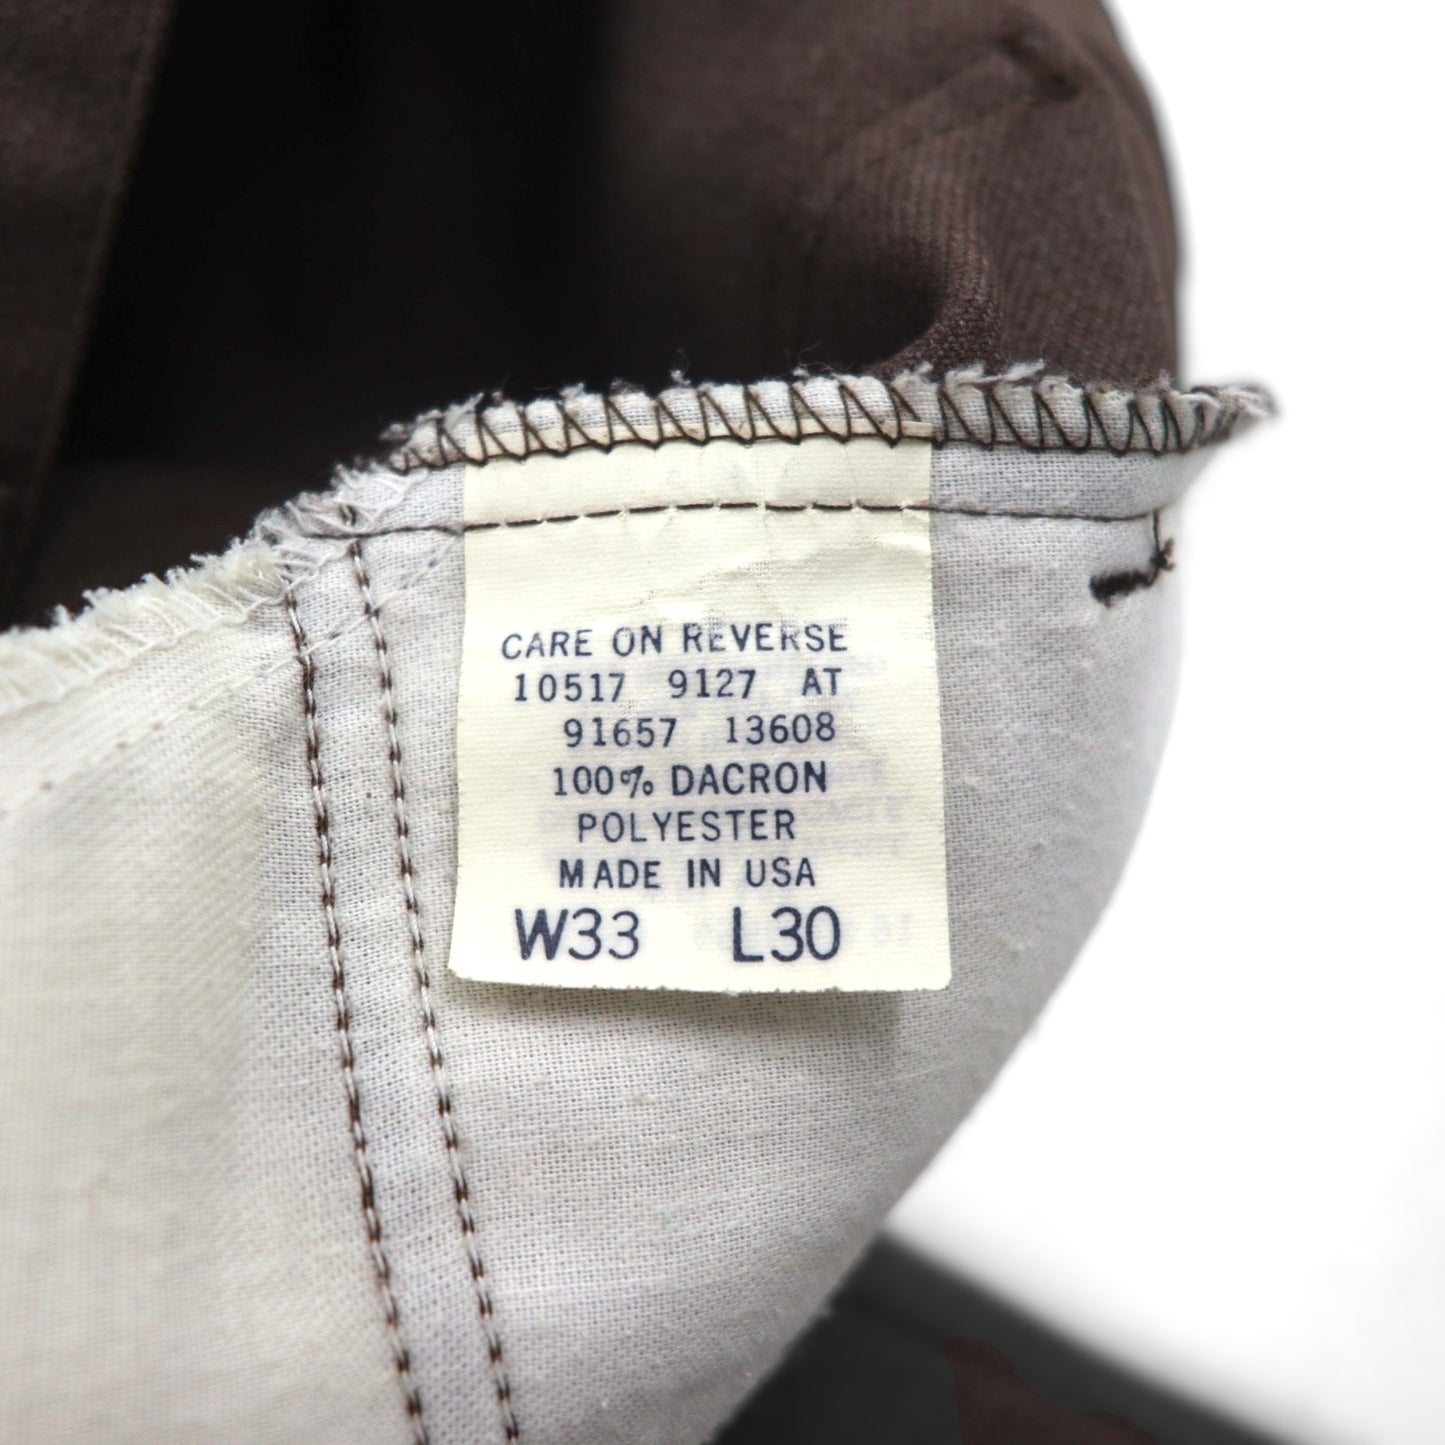 CARE ON REVERSE
10517 9127 AT
91657 13608
100% DACRON
POLYESTER
MADE IN USA
W33 L30